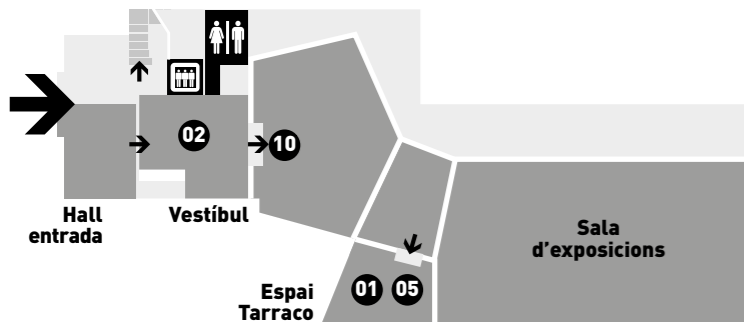 02
10
Hall
entrada
Vestíbul
Sala
d’exposicions
Espai
Tarraco
01
05